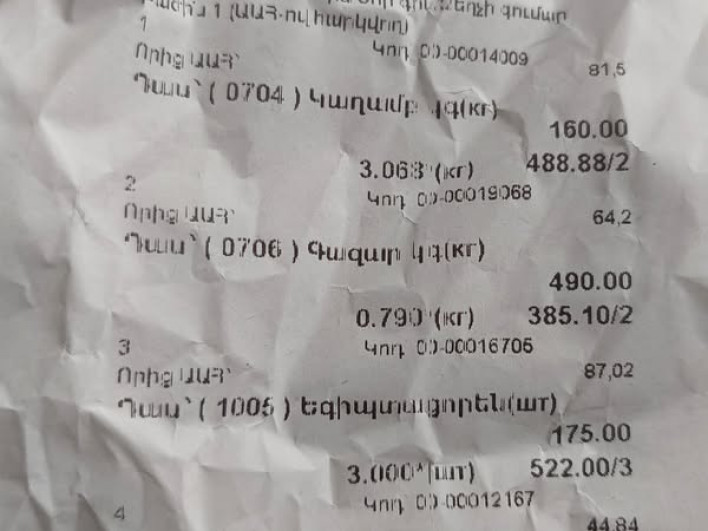 1 (ԱԱՀ-ով հարկվող)
1
Կոդ 00-00014009
Որից ԱԱՀ՝ 81,5
Դաս՝ ( 0704 ) Կաղամբ կգ(кг)
160.00
3.068*(кг) 488.88/2
2
Կոդ 00-00019068
Որից ԱԱՀ՝ 64,2
Դաս՝ ( 0706 ) Գազար կգ(кг)
490.00
0.790*(кг) 385.10/2
3
Կոդ 00-00016705
Որից ԱԱՀ՝ 87,02
Դաս՝ ( 1005 ) Եգիպտացորեն(шт)
175.00
3.000*(шт) 522.00/3
4
Կոդ 00-00012167
44,84